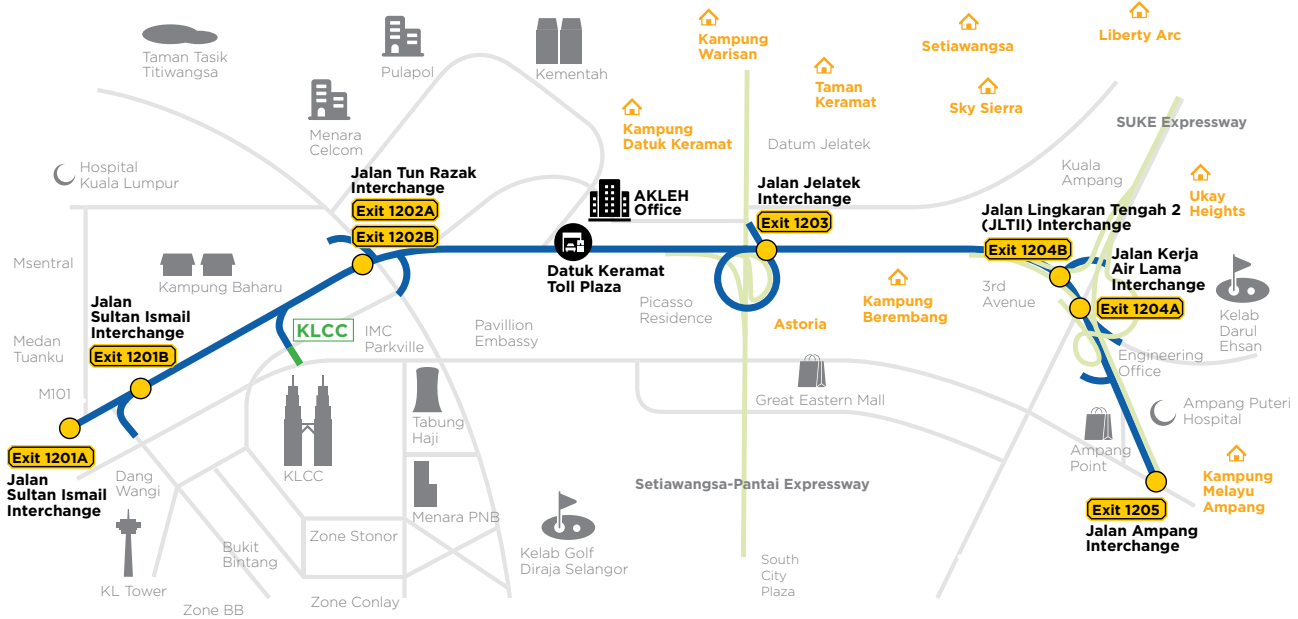 Taman Tasik
Titiwangsa
Pulapol
Kementah
Kampung
Warisan
Setiawangsa
Liberty Arc
Menara
Celcom
Kampung
Datuk Keramat
Taman
Keramat
Sky Sierra
SUKE Expressway
Datum Jelatek
Hospital
Kuala Lumpur
Jalan Tun Razak
Interchange
Exit 1202A
Exit 1202B
AKLEH
Office
Jalan Jelatek
Interchange
Exit 1203
Kuala
Ampang
Ukay
Heights
Jalan Lingkaran Tengah 2
(JLTII) Interchange
Exit 1204B
Jalan Kerja
Air Lama
Interchange
Exit 1204A
Msentral
Kampung Baharu
Datuk Keramat
Toll Plaza
Picasso
Residence
Astoria
Kampung
Berembang
3rd
Avenue
Kelab
Darul
Ehsan
Jalan
Sultan Ismail
Interchange
Exit 1201B
Medan
Tuanku
KLCC
IMC
Parkville
Pavillion
Embassy
Engineering
Office
M101
Great Eastern Mall
Tabung
Haji
Ampang Puteri
Hospital
Exit 1201A
Jalan
Sultan Ismail
Interchange
Dang
Wangi
KLCC
Ampang
Point
Kampung
Melayu
Ampang
Setiawangsa-Pantai Expressway
Menara PNB
Exit 1205
Jalan Ampang
Interchange
Zone Stonor
Bukit
Bintang
Kelab Golf
Diraja Selangor
South
City
Plaza
KL Tower
Zone BB
Zone Conlay